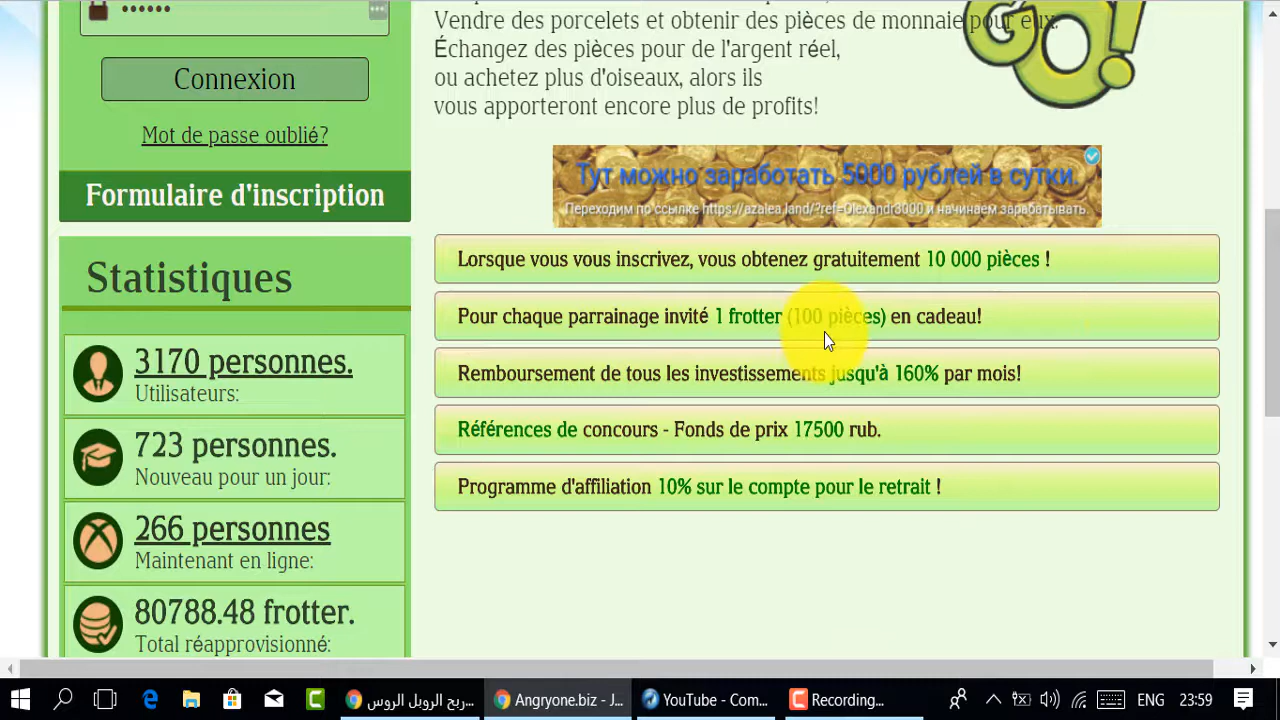 ••••••
Connexion
Mot de passe oublié?
Formulaire d'inscription
Statistiques
3170 personnes.
Utilisateurs:
723 personnes.
Nouveau pour un jour:
266 personnes
Maintenant en ligne:
80788.48 frotter.
Total réapprovisionné:
Vendre des porcelets et obtenir des pièces de monnaie pour eux.
Échangez des pièces pour de l'argent réel,
ou achetez plus d'oiseaux, alors ils
vous apporteront encore plus de profits!
GO!
Тут можно заработать 5000 рублей в сутки.
Переходим по ссылке https://azalea.land/?ref=Olexandr3000 и начинаем зарабатывать.
Lorsque vous vous inscrivez, vous obtenez gratuitement 10 000 pièces !
Pour chaque parrainage invité 1 frotter (100 pièces) en cadeau!
Remboursement de tous les investissements jusqu'à 160% par mois!
Références de concours - Fonds de prix 17500 rub.
Programme d'affiliation 10% sur le compte pour le retrait !
ربح الروبل الروس...
Angryone.biz - J...
YouTube - Com...
Recording...
ENG
23:59